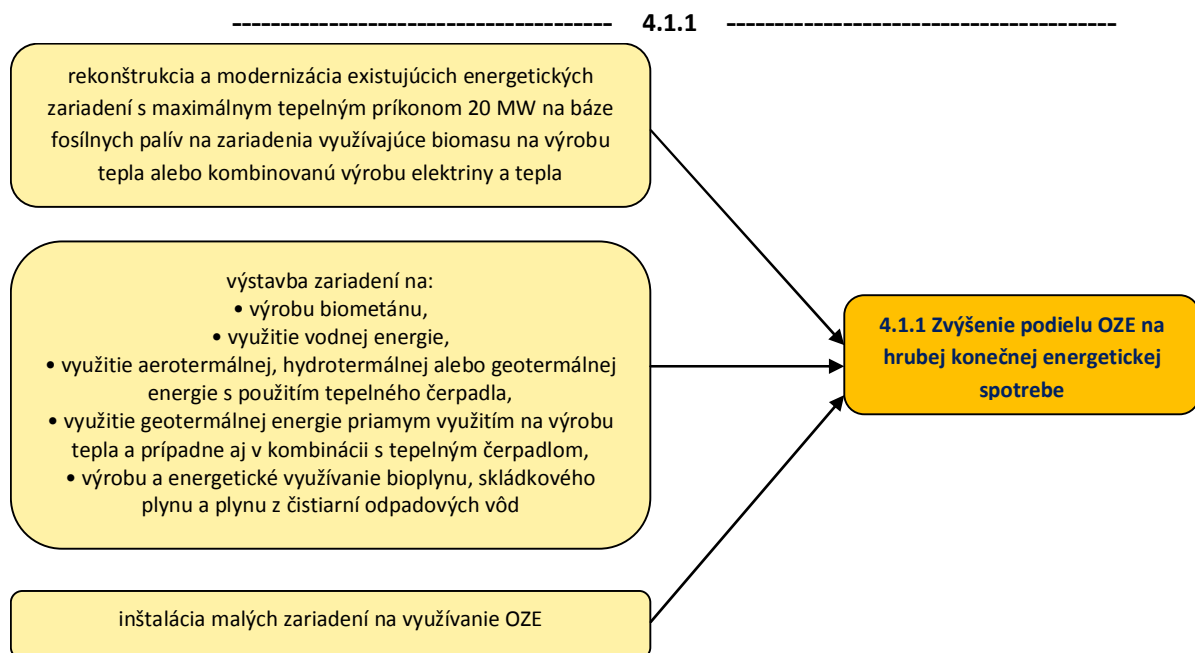 --------------------------------------- 4.1.1 ----------------------------------------
rekonštrukcia a modernizácia existujúcich energetických
zariadení s maximálnym tepelným príkonom 20 MW na báze
fosílnych palív na zariadenia využívajúce biomasu na výrobu
tepla alebo kombinovanú výrobu elektriny a tepla
výstavba zariadení na:
• výrobu biometánu,
• využitie vodnej energie,
• využitie aerotermálnej, hydrotermálnej alebo geotermálnej
energie s použitím tepelného čerpadla,
• využitie geotermálnej energie priamym využitím na výrobu
tepla a prípadne aj v kombinácii s tepelným čerpadlom,
• výrobu a energetické využívanie bioplynu, skládkového
plynu a plynu z čistiarní odpadových vôd
inštalácia malých zariadení na využívanie OZE
4.1.1 Zvýšenie podielu OZE na
hrubej konečnej energetickej
spotrebe